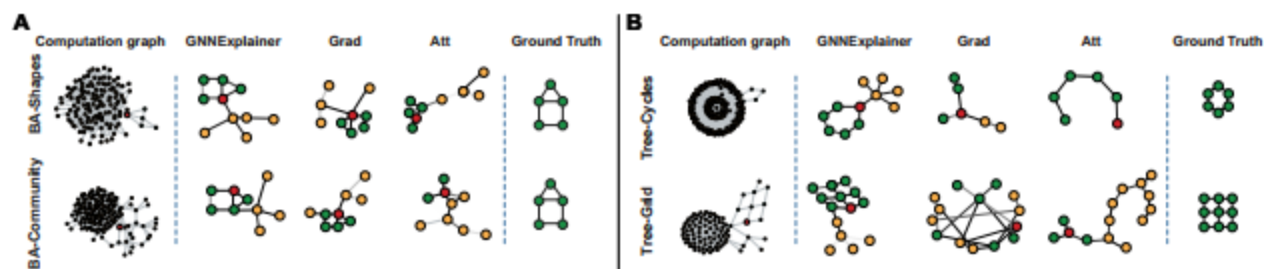 A
Computation graph GNNExplainer Grad Att Ground Truth
BA-Shapes
BA-Community
B
Computation graph GNNExplainer Grad Att Ground Truth
Tree-Cycles
Tree-Grid